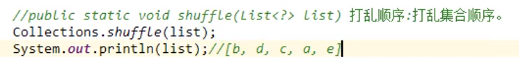 //public static void shuffle(List<?> list) 打乱顺序:打乱集合顺序。
Collections.shuffle(list);
System.out.println(list);//[b, d, c, a, e]